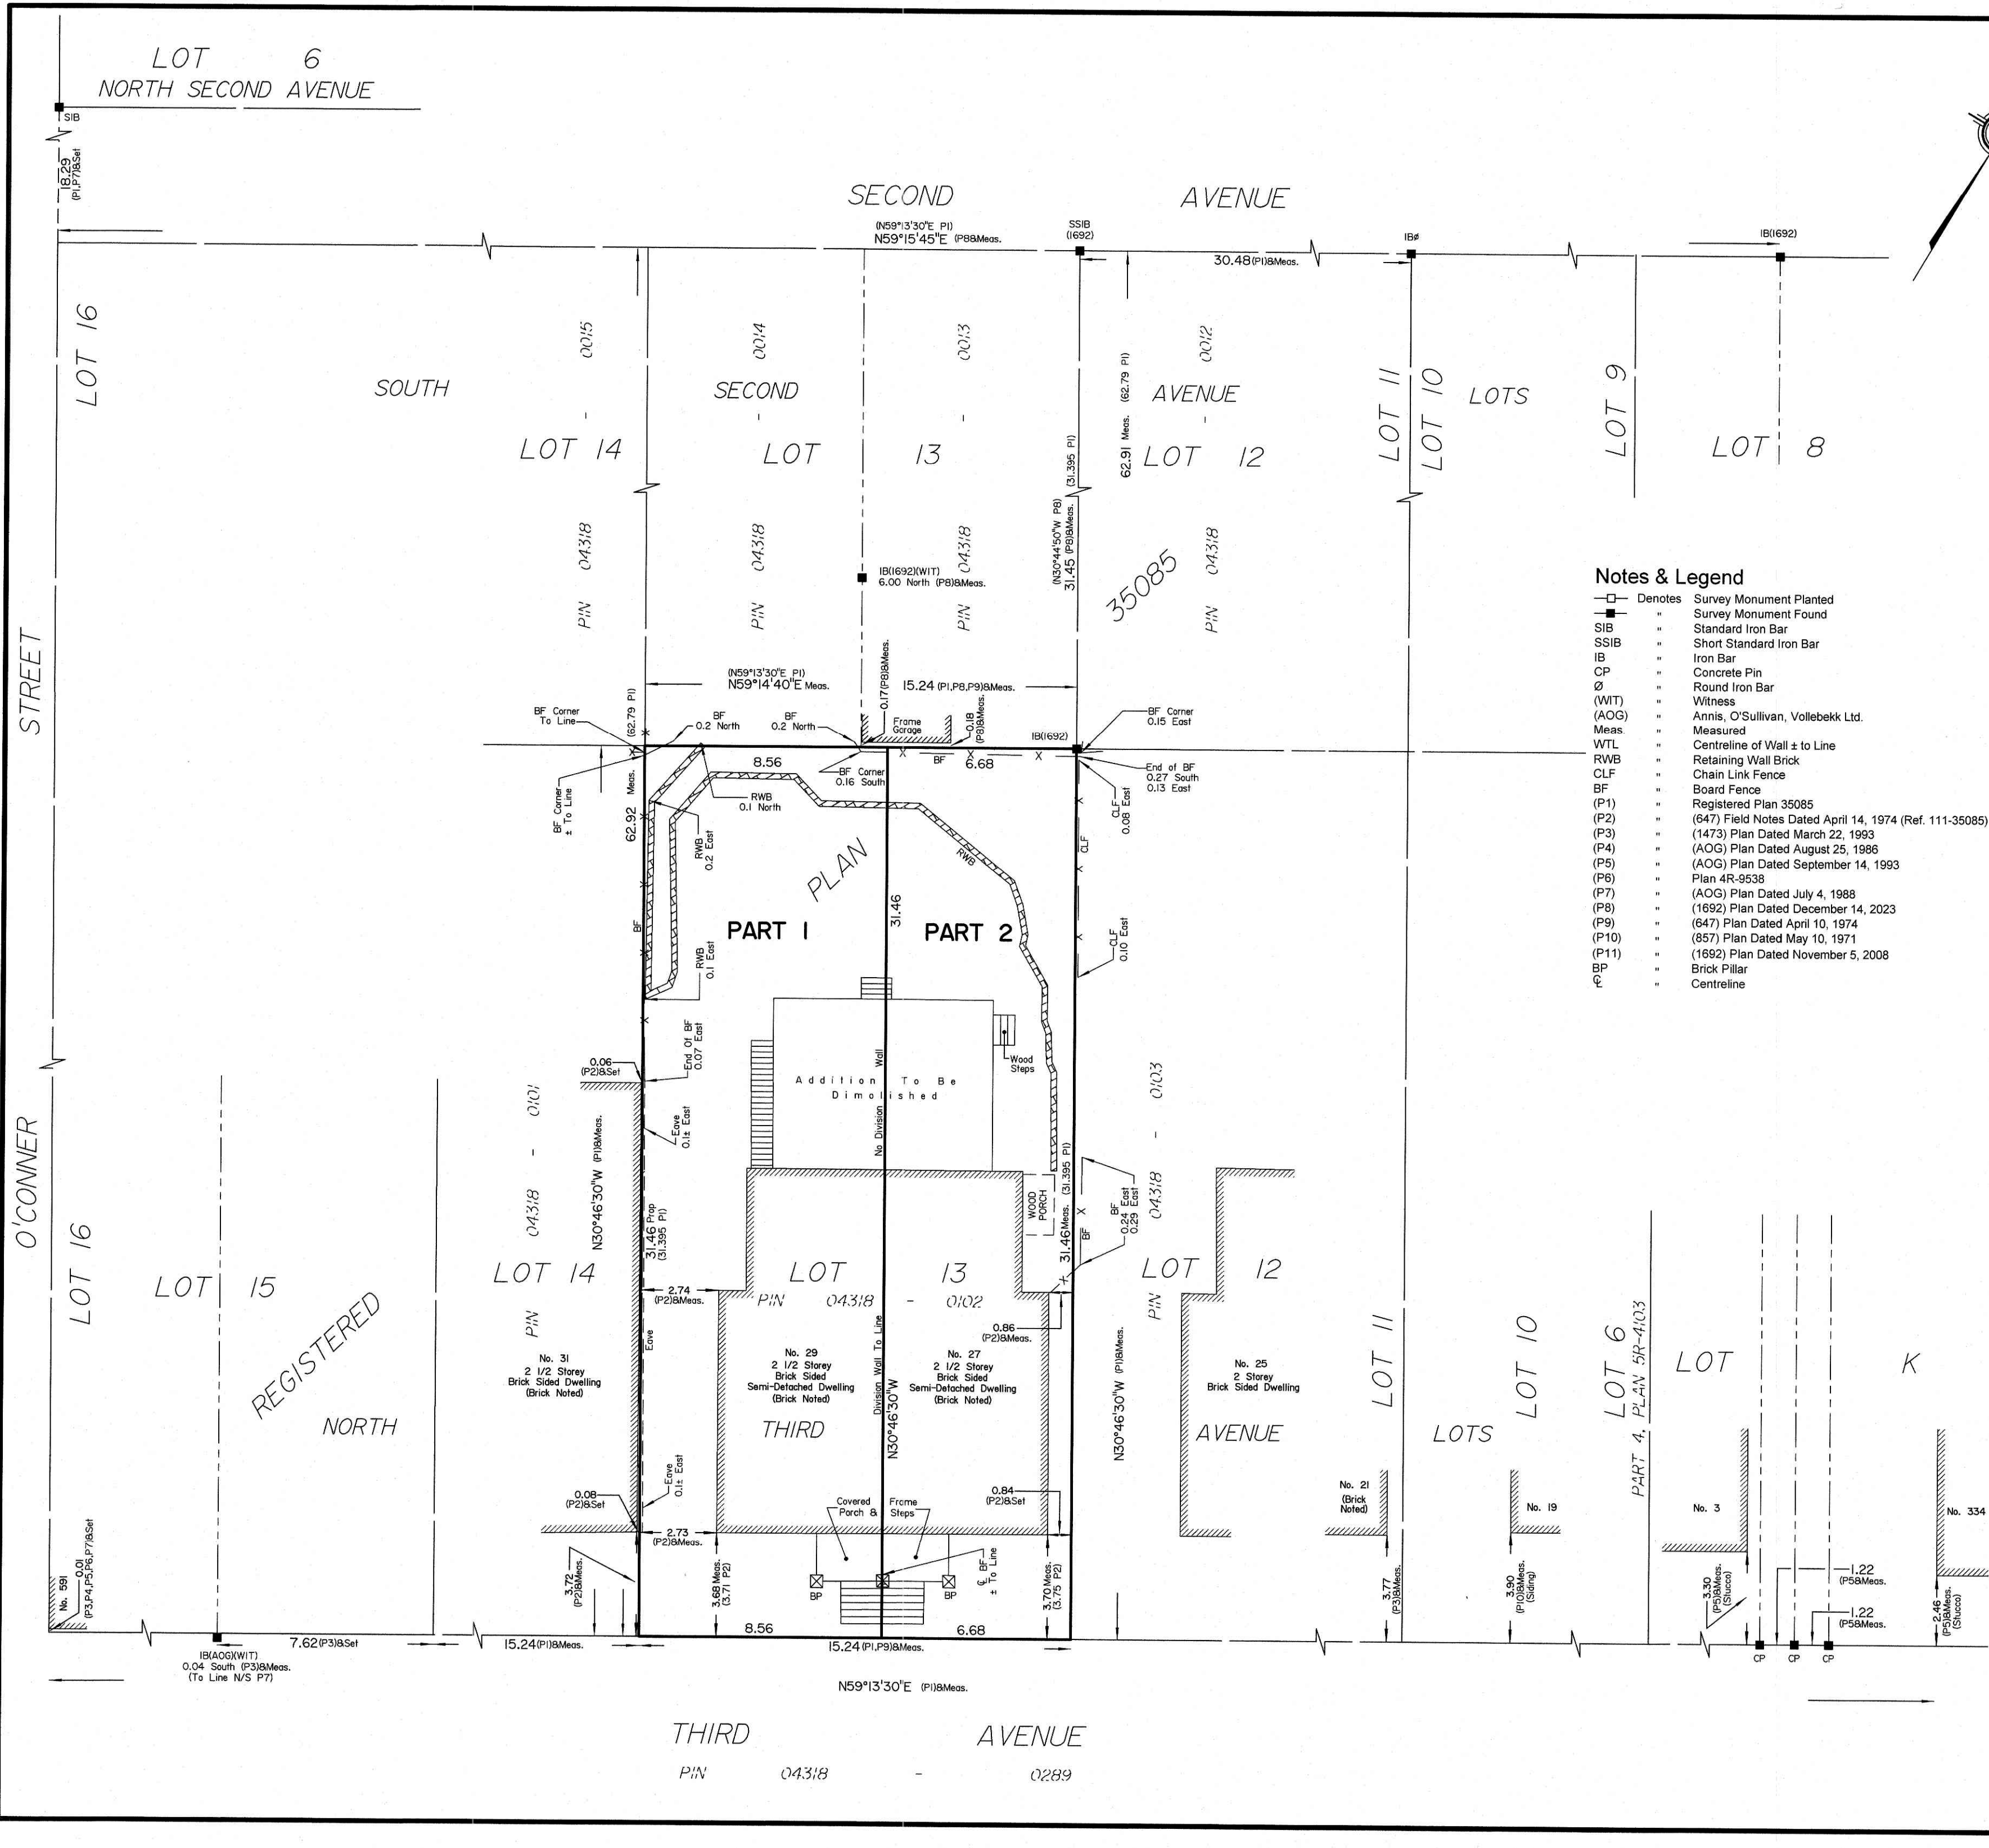 LOT 6
NORTH SECOND AVENUE
SIB
18.29
(P1,P7)&Set
SECOND AVENUE
(N59°13'30"E P1)
N59°15'45"E (P8&Meas.
SSIB
(1692)
30.48(P1)&Meas.
IBø
IB(1692)
LOT 16
SOUTH
SECOND
AVENUE
LOTS
PIN 04318 - 0015
PIN 04318 - 0014
PIN 04318 - 0013
PIN 04318 - 0012
LOT 14
LOT 13
LOT 12
LOT 11
LOT 10
LOT 9
LOT 8
62.91 Meas. (62.79 P1)
(N30°44'50"W P8)
31.45 (P8)&Meas. (31.395 P1)
35085
IB(1692)(WIT)
6.00 North (P8)&Meas.
(N59°13'30"E P1)
N59°14'40"E Meas.
15.24 (P1,P8,P9)&Meas.
0.17(P8)&Meas.
0.18
(P8)&Meas.
Frame
Garage
IB(1692)
BF Corner
To Line
BF
0.2 North
BF
0.2 North
BF Corner
0.15 East
End of BF
0.27 South
0.13 East
BF Corner
0.16 South
BF
8.56
6.68
BF Corner
± To Line
62.92 Meas. (62.79 P1)
RWB
0.1 North
RWB
0.2 East
RWB
CLF
0.08 East
CLF
CLF
0.10 East
PLAN
31.46
PART 1
PART 2
BF
RWB
0.1 East
End Of BF
0.07 East
0.06
(P2)&Set
Eave
0.1± East
Wood
Steps
Addition To Be
Dimolished
No Division Wall
Notes & Legend
Denotes Survey Monument Planted
" Survey Monument Found
SIB " Standard Iron Bar
SSIB " Short Standard Iron Bar
IB " Iron Bar
CP " Concrete Pin
Ø " Round Iron Bar
(WIT) " Witness
(AOG) " Annis, O'Sullivan, Vollebekk Ltd.
Meas. " Measured
WTL " Centreline of Wall ± to Line
RWB " Retaining Wall Brick
CLF " Chain Link Fence
BF " Board Fence
(P1) " Registered Plan 35085
(P2) " (647) Field Notes Dated April 14, 1974 (Ref. 111-35085)
(P3) " (1473) Plan Dated March 22, 1993
(P4) " (AOG) Plan Dated August 25, 1986
(P5) " (AOG) Plan Dated September 14, 1993
(P6) " Plan 4R-9538
(P7) " (AOG) Plan Dated July 4, 1988
(P8) " (1692) Plan Dated December 14, 2023
(P9) " (647) Plan Dated April 10, 1974
(P10) " (857) Plan Dated May 10, 1971
(P11) " (1692) Plan Dated November 5, 2008
BP " Brick Pillar
℄ " Centreline
O'CONNER STREET
LOT 16
LOT 15
REGISTERED
NORTH
PIN 04318 - 0101
N30°46'30"W (P1)&Meas.
31.46 Prop
(31.395 P1)
LOT 14
2.74
(P2)&Meas.
Eave
No. 31
2 1/2 Storey
Brick Sided Dwelling
(Brick Noted)
LOT 13
PIN 04318 - 0102
WOOD
PORCH
31.46Meas. (31.395 P1)
BF
BF
0.24 East
0.29 East
PIN 04318 - 0103
LOT 12
0.86
(P2)&Meas.
No. 29
2 1/2 Storey
Brick Sided
Semi-Detached Dwelling
(Brick Noted)
Division Wall To Line
N30°46'30"W
No. 27
2 1/2 Storey
Brick Sided
Semi-Detached Dwelling
(Brick Noted)
N30°46'30"W (P1)&Meas.
No. 25
2 Storey
Brick Sided Dwelling
THIRD
AVENUE
LOTS
LOT 11
LOT 10
LOT 6
PART 4, PLAN 5R-4103
LOT K
Eave
0.1± East
0.08
(P2)&Set
2.73
(P2)&Meas.
Covered Frame
Porch & Steps
0.84
(P2)&Set
No. 21
(Brick
Noted)
No. 19
No. 3
No. 334
No. 591
0.01
(P3,P4,P5,P6,P7)&Set
3.72
(P2)&Meas.
3.68 Meas.
(3.71 P2)
BP
BP
℄ BF
± To Line
3.70 Meas.
(3.75 P2)
3.77
(P3)&Meas.
3.90
(P10)&Meas.
(Siding)
3.30
(P5)&Meas.
(Stucco)
1.22
(P5&Meas.
1.22
(P5&Meas.
2.46
(P5)&Meas.
(Stucco)
8.56
6.68
7.62(P3)&Set
15.24(P1)&Meas.
15.24(P1,P9)&Meas.
IB(AOG)(WIT)
0.04 South (P3)&Meas.
(To Line N/S P7)
CP
CP
CP
N59°13'30"E (P1)&Meas.
THIRD AVENUE
PIN 04318 - 0289